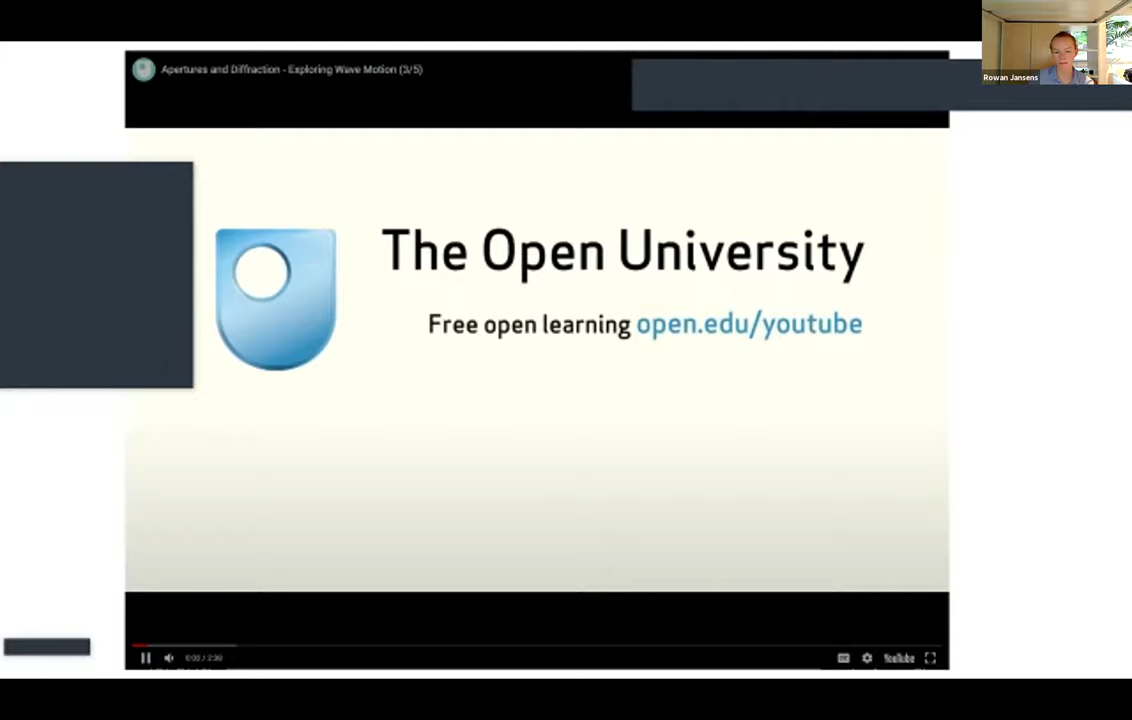 Apertures and Diffraction - Exploring Wave Motion (3/5)
Rowan Jansens
The Open University
Free open learning open.edu/youtube
YouTube